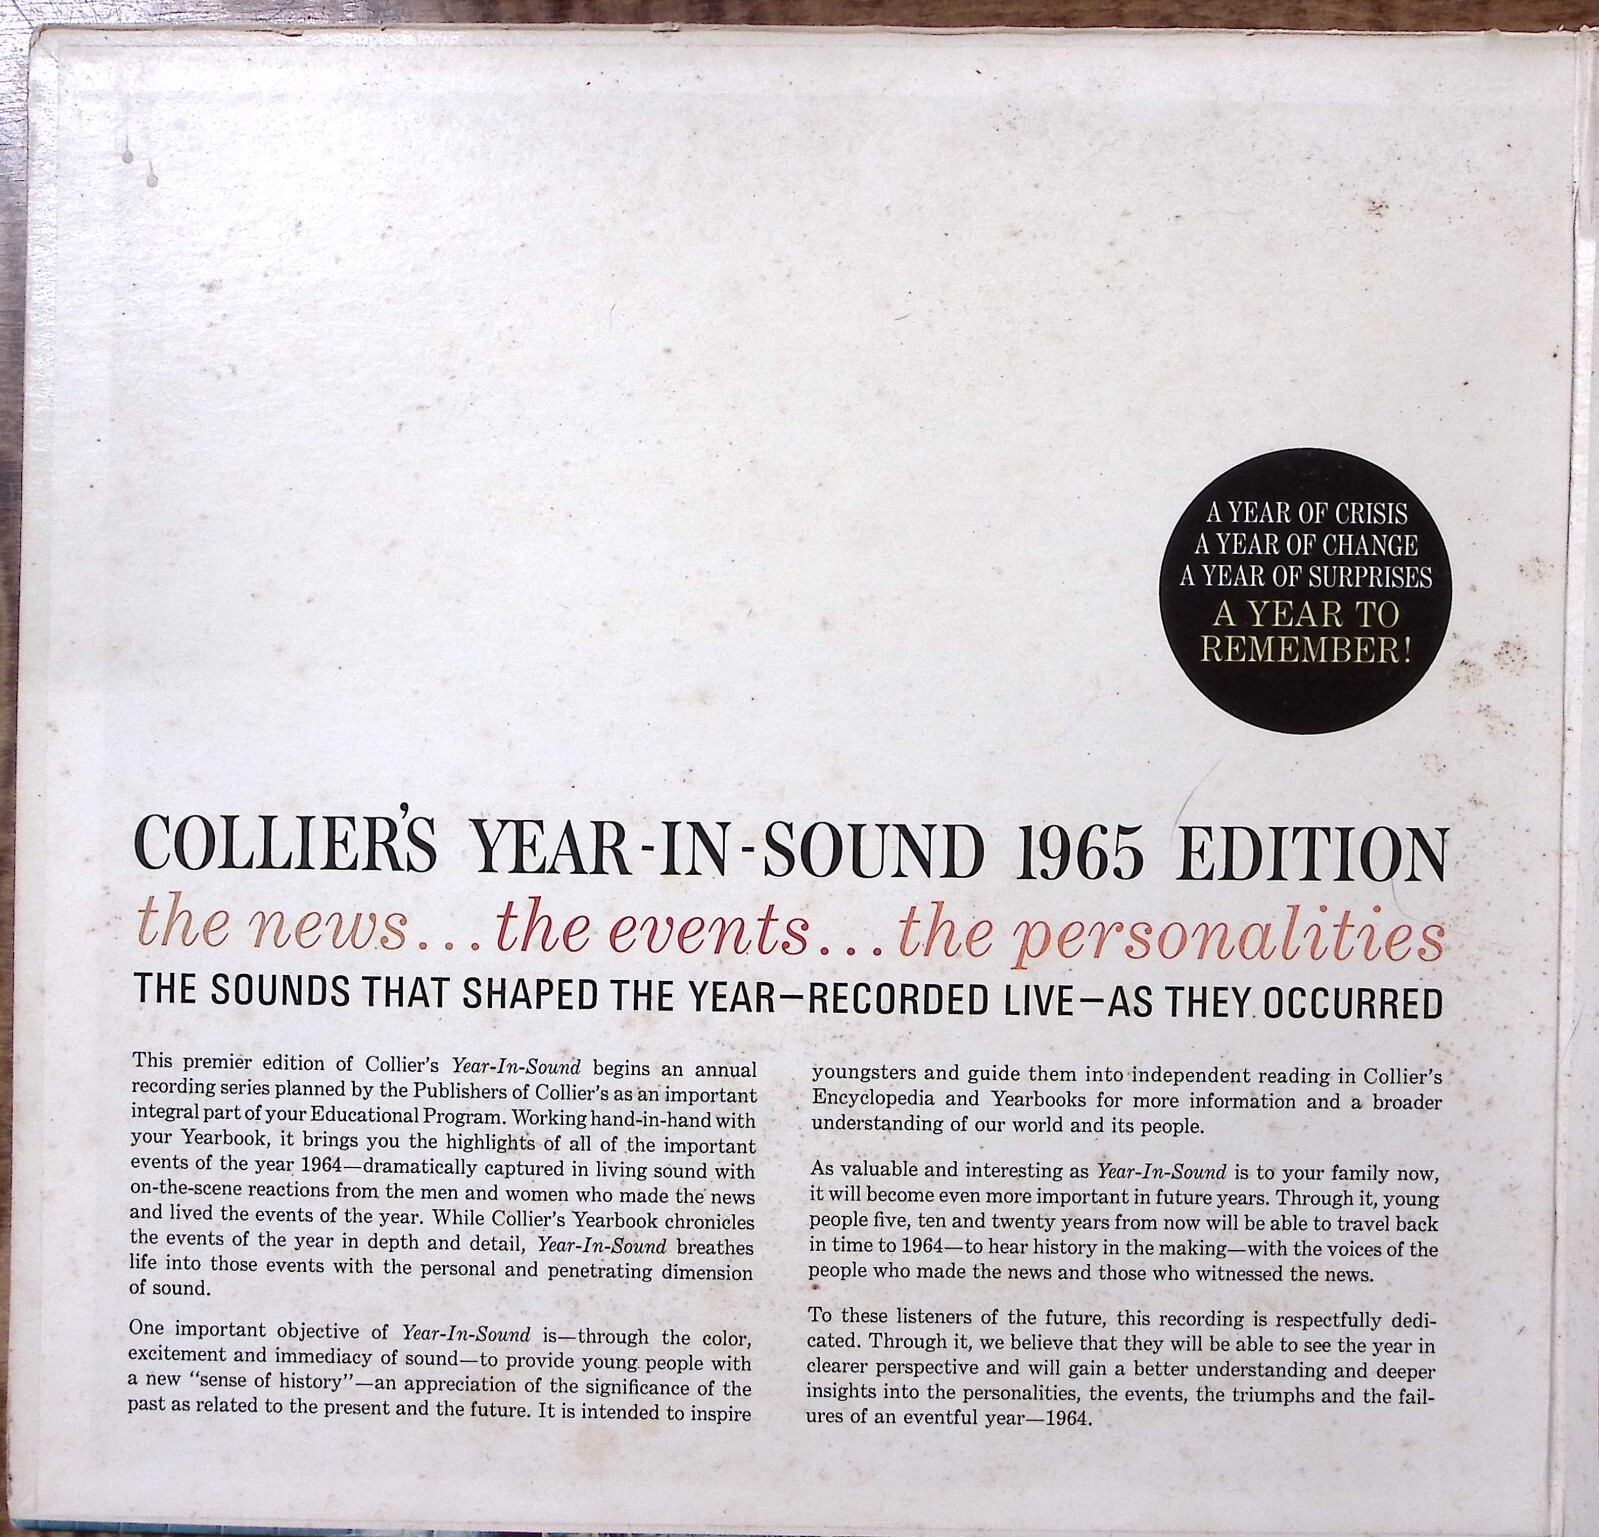 A YEAR OF CRISIS
A YEAR OF CHANGE
A YEAR OF SURPRISES
A YEAR TO
REMEMBER!
COLLIER'S YEAR-IN-SOUND 1965 EDITION
the news...the events...the personalities
THE SOUNDS THAT SHAPED THE YEAR—RECORDED LIVE—AS THEY OCCURRED
This premier edition of Collier's Year-In-Sound begins an annual
recording series planned by the Publishers of Collier's as an important
integral part of your Educational Program. Working hand-in-hand with
your Yearbook, it brings you the highlights of all of the important
events of the year 1964—dramatically captured in living sound with
on-the-scene reactions from the men and women who made the news
and lived the events of the year. While Collier's Yearbook chronicles
the events of the year in depth and detail, Year-In-Sound breathes
life into those events with the personal and penetrating dimension
of sound.
One important objective of Year-In-Sound is—through the color,
excitement and immediacy of sound—to provide young people with
a new "sense of history"—an appreciation of the significance of the
past as related to the present and the future. It is intended to inspire
youngsters and guide them into independent reading in Collier's
Encyclopedia and Yearbooks for more information and a broader
understanding of our world and its people.
As valuable and interesting as Year-In-Sound is to your family now,
it will become even more important in future years. Through it, young
people five, ten and twenty years from now will be able to travel back
in time to 1964—to hear history in the making—with the voices of the
people who made the news and those who witnessed the news.
To these listeners of the future, this recording is respectfully dedi-
cated. Through it, we believe that they will be able to see the year in
clearer perspective and will gain a better understanding and deeper
insights into the personalities, the events, the triumphs and the fail-
ures of an eventful year—1964.